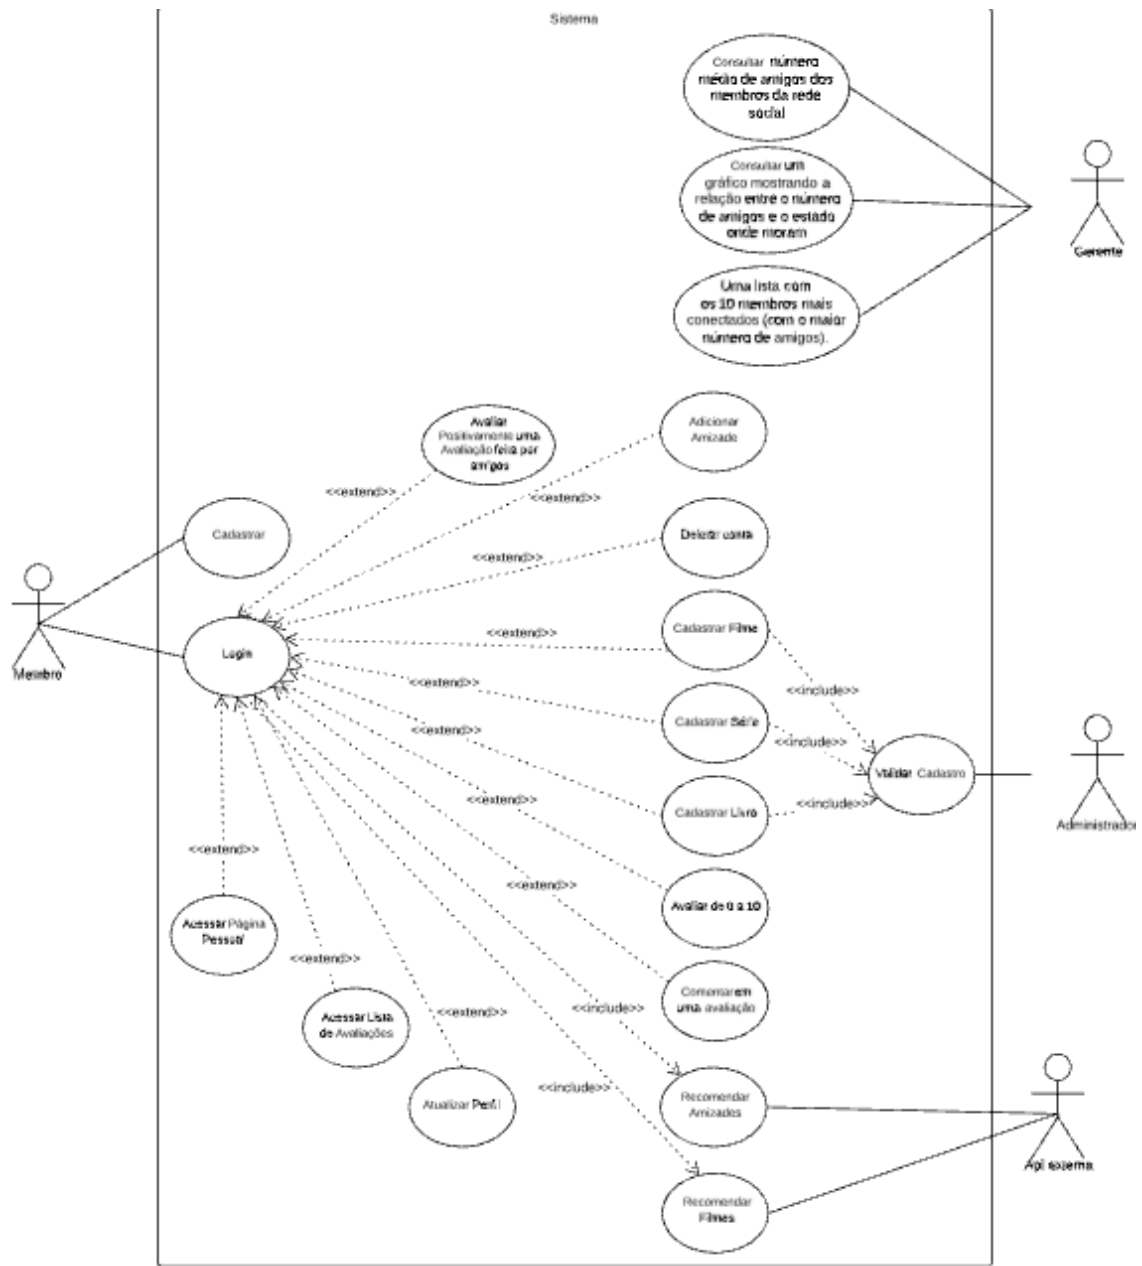 Sistema
Consultar número
médio de amigos dos
membros da rede
social
Consultar um
gráfico mostrando a
relação entre o número
de amigos e o estado
onde moram
Gerente
Uma lista com
os 10 membros mais
conectados (com o maior
número de amigos).
Avaliar
Positivamente uma
Avaliação feita por
amigos
Adicionar
Amizade
<<extend>>
<<extend>>
Cadastrar
Deletar conta
<<extend>>
Membro
Login
Cadastrar Filme
<<extend>>
<<extend>>
<<include>>
Cadastrar Série
<<include>>
<<extend>>
Validar Cadastro
Administrador
<<extend>>
Cadastrar Livro
<<include>>
<<extend>>
<<extend>>
Avaliar de 0 a 10
Acessar Página
Pessoal
<<extend>>
Comentar em
uma avaliação
<<extend>>
<<include>>
Acessar Lista
de Avaliações
<<extend>>
<<include>>
Atualizar Perfil
Recomendar
Amizades
Api externa
Recomendar
Filmes